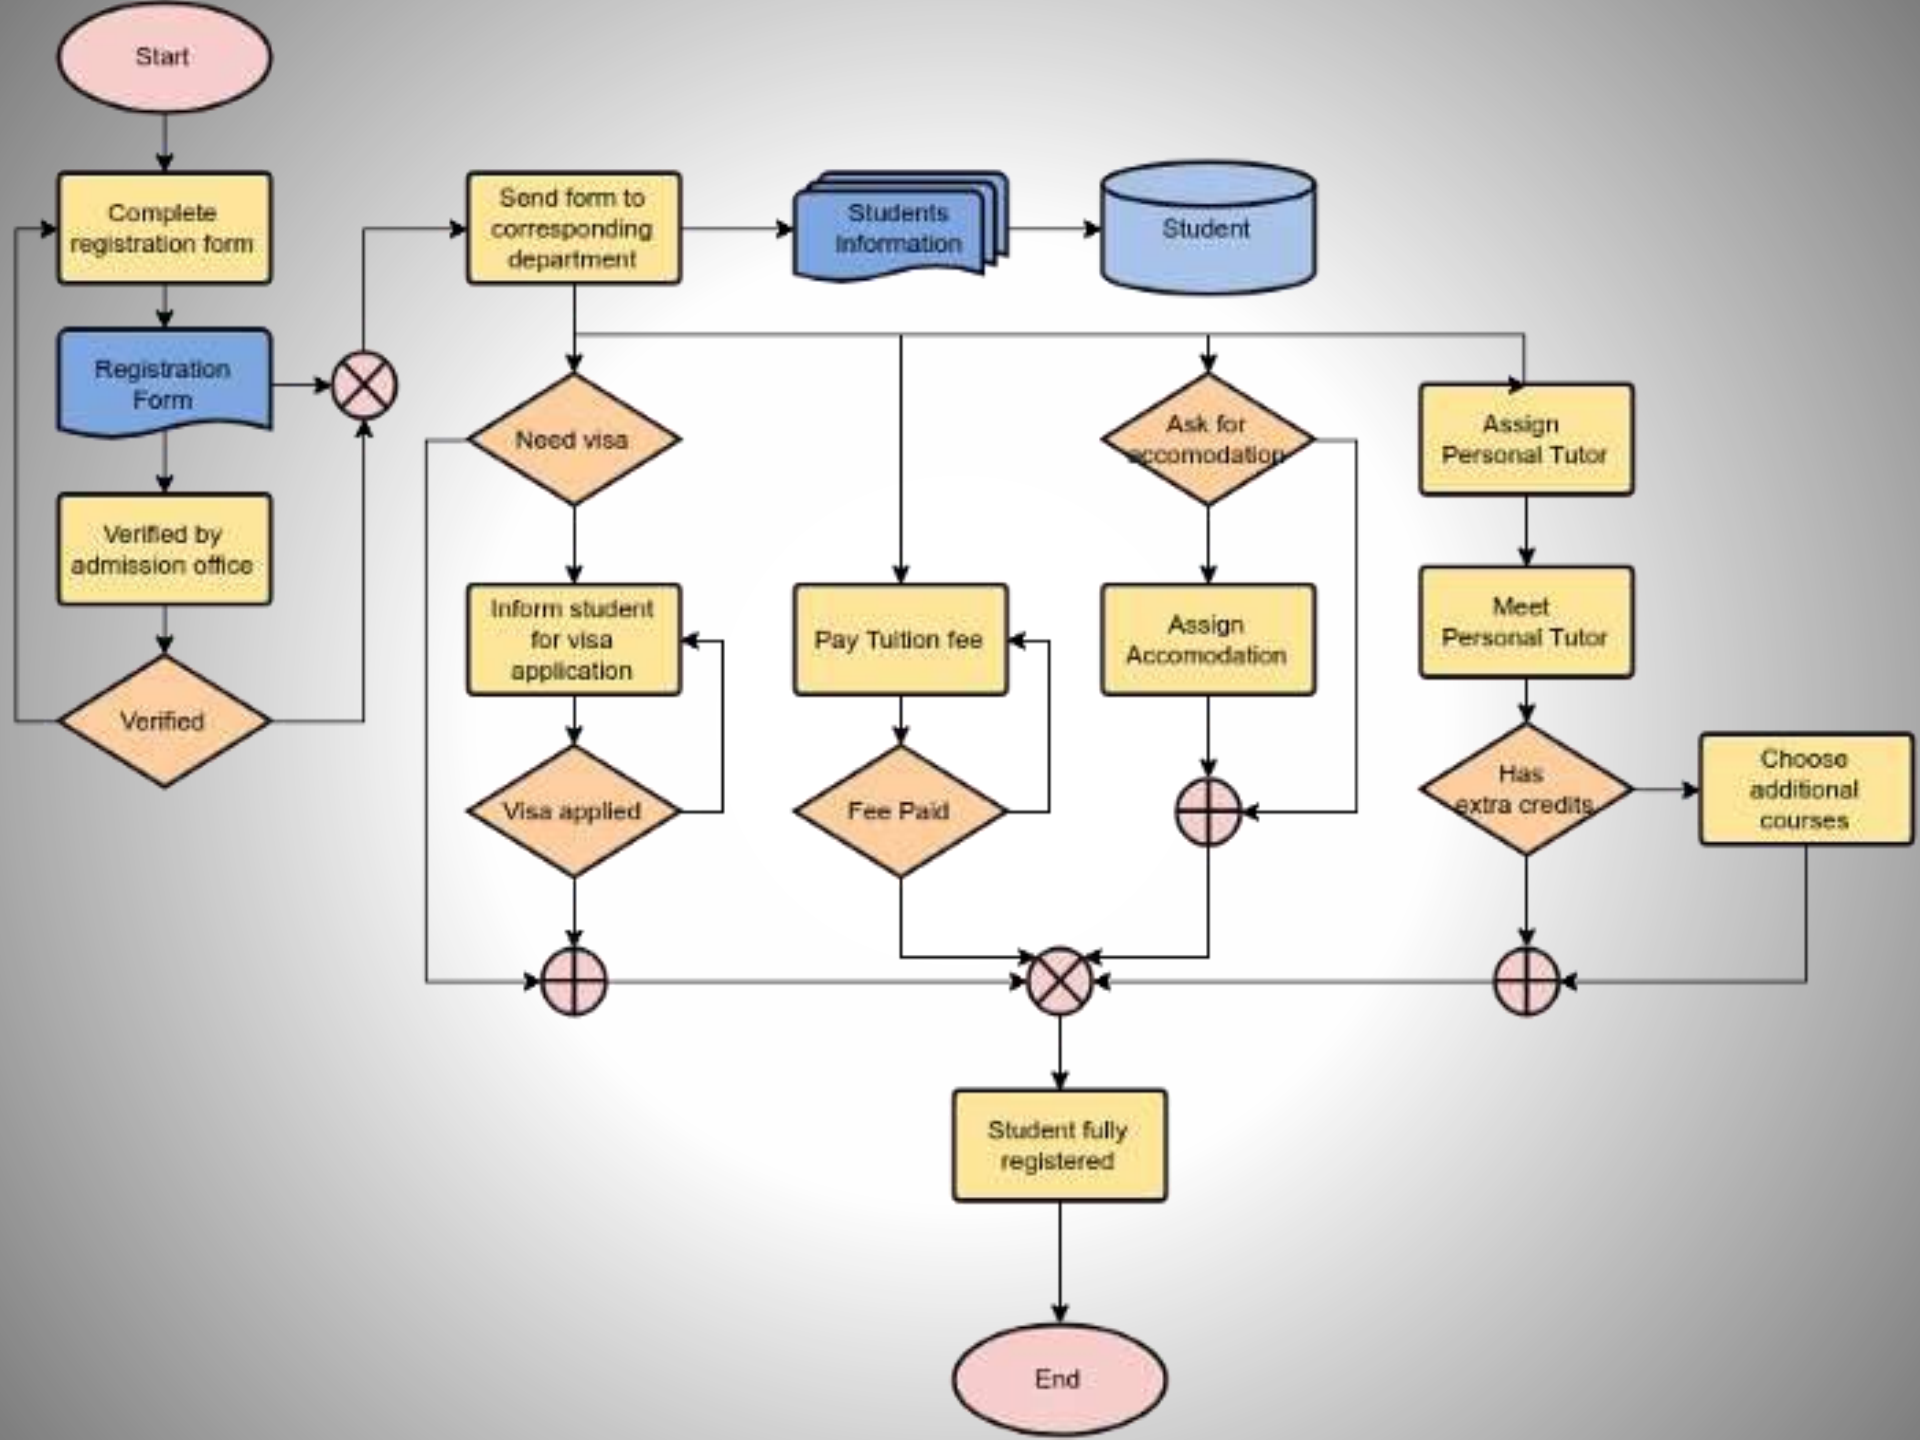 Start
Complete
registration form
Registration
Form
Verified by
admission office
Verified
Send form to
corresponding
department
Students
Information
Student
Need visa
Inform student
for visa
application
Visa applied
Pay Tuition fee
Fee Paid
Ask for
accomodation
Assign
Accomodation
Assign
Personal Tutor
Meet
Personal Tutor
Has
extra credits
Choose
additional
courses
Student fully
registered
End